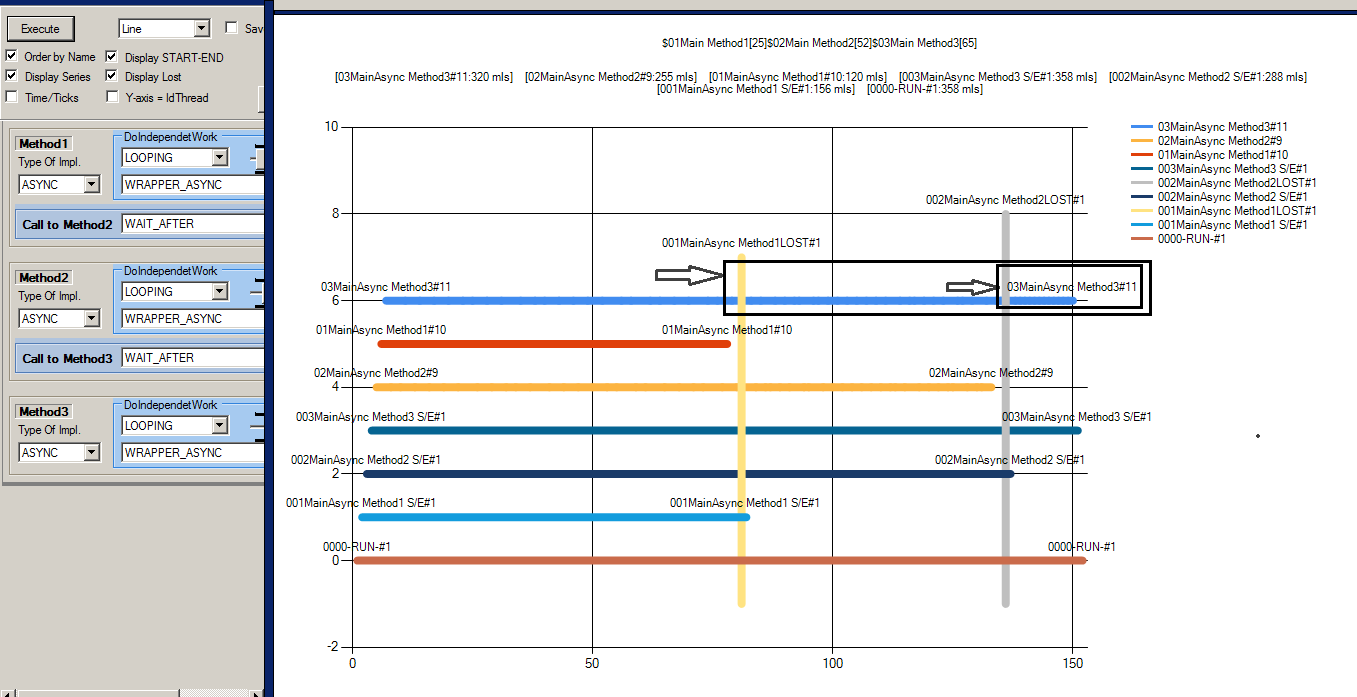 Execute
Line
Sav
Order by Name
Display START-END
Display Series
Display Lost
Time/Ticks
Y-axis = IdThread
Method1
DoIndependetWork
Type Of Impl.
LOOPING
ASYNC
WRAPPER_ASYNC
Call to Method2
WAIT_AFTER
Method2
DoIndependetWork
Type Of Impl.
LOOPING
ASYNC
WRAPPER_ASYNC
Call to Method3
WAIT_AFTER
Method3
DoIndependetWork
Type Of Impl.
LOOPING
ASYNC
WRAPPER_ASYNC
$01Main Method1[25]$02Main Method2[52]$03Main Method3[65]
[03MainAsync Method3#11:320 mls] [02MainAsync Method2#9:255 mls] [01MainAsync Method1#10:120 mls] [003MainAsync Method3 S/E#1:358 mls] [002MainAsync Method2 S/E#1:288 mls]
[001MainAsync Method1 S/E#1:156 mls] [0000-RUN-#1:358 mls]
10
8
6
4
2
0
-2
0
50
100
150
002MainAsync Method2LOST#1
001MainAsync Method1LOST#1
03MainAsync Method3#11
03MainAsync Method3#11
01MainAsync Method1#10
01MainAsync Method1#10
02MainAsync Method2#9
02MainAsync Method2#9
003MainAsync Method3 S/E#1
003MainAsync Method3 S/E#1
002MainAsync Method2 S/E#1
002MainAsync Method2 S/E#1
001MainAsync Method1 S/E#1
001MainAsync Method1 S/E#1
0000-RUN-#1
0000-RUN-#1
03MainAsync Method3#11
02MainAsync Method2#9
01MainAsync Method1#10
003MainAsync Method3 S/E#1
002MainAsync Method2LOST#1
002MainAsync Method2 S/E#1
001MainAsync Method1LOST#1
001MainAsync Method1 S/E#1
0000-RUN-#1